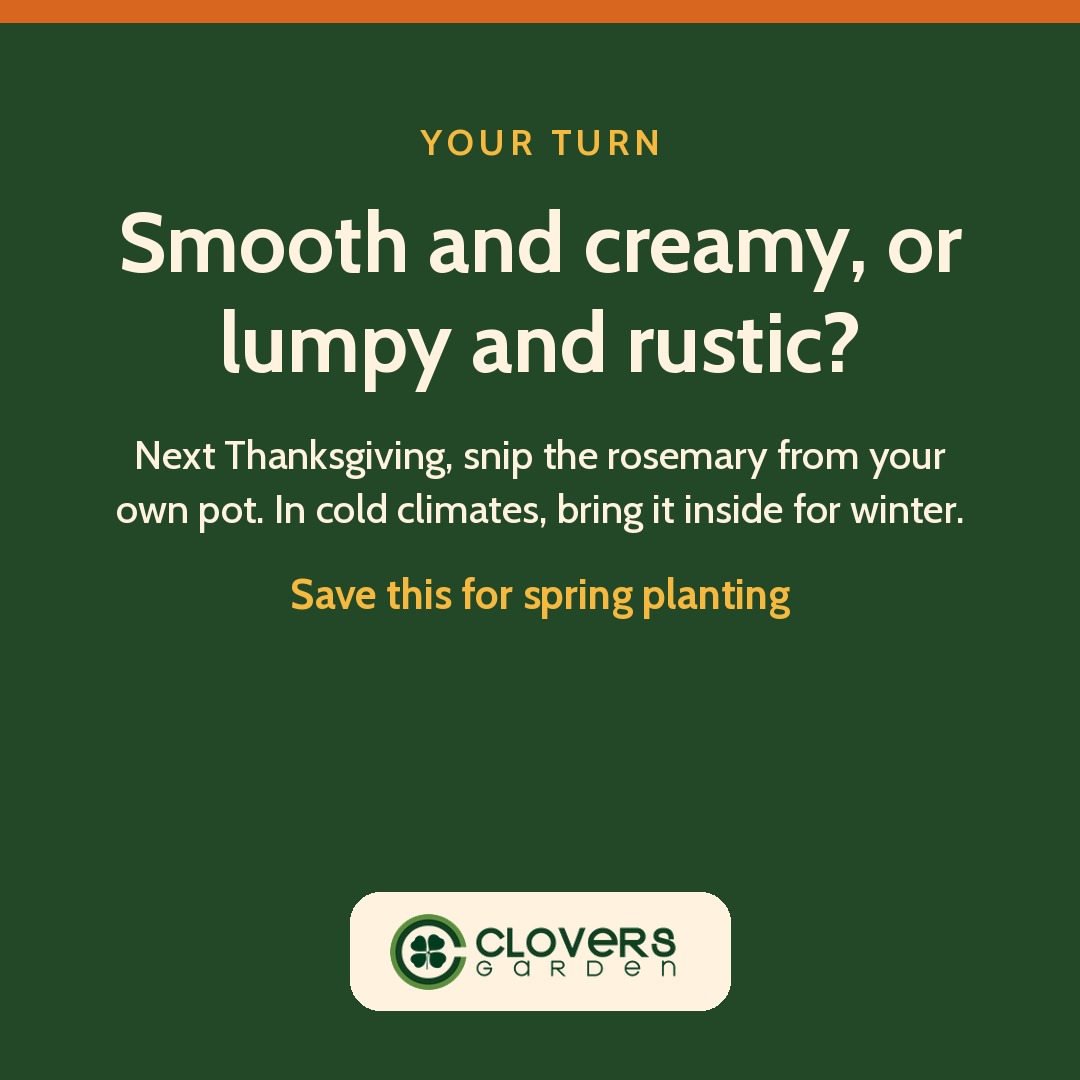 YOUR TURN
Smooth and creamy, or
lumpy and rustic?
Next Thanksgiving, snip the rosemary from your
own pot. In cold climates, bring it inside for winter.
Save this for spring planting
CLOVERS
GARDEN